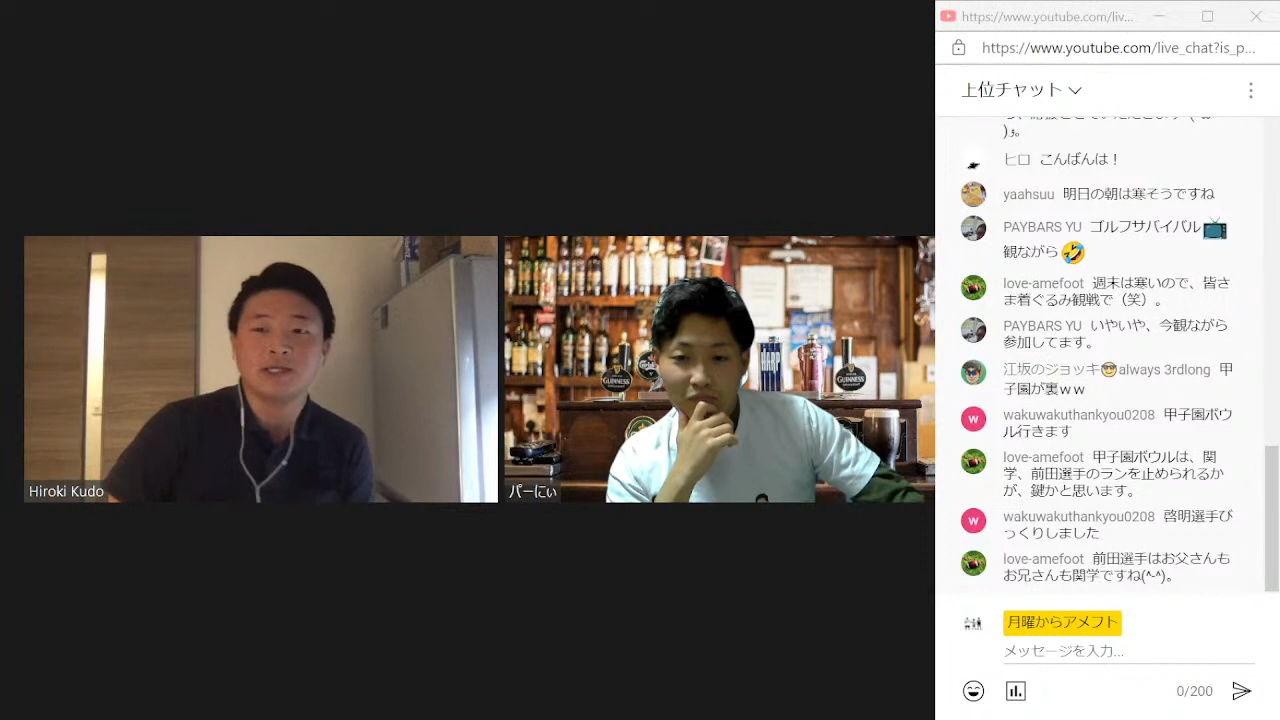 https://www.youtube.com/liv...
https://www.youtube.com/live_chat?is_p...
上位チャット
)ﻭ。
ヒロ こんばんは！
yaahsuu 明日の朝は寒そうですね
PAYBARS YU ゴルフサバイバル📺
観ながら🤣
love-amefoot 週末は寒いので、皆さ
ま着ぐるみ観戦で（笑）。
PAYBARS YU いやいや、今観ながら
参加してます。
江坂のジョッキ🤓always 3rdlong 甲
子園が裏ｗｗ
wakuwakuthankyou0208 甲子園ボウ
ル行きます
love-amefoot 甲子園ボウルは、関
学、前田選手のランを止められるか
が、鍵かと思います。
wakuwakuthankyou0208 啓明選手び
っくりしました
love-amefoot 前田選手はお父さんも
お兄さんも関学ですね(^-^)。
月曜からアメフト
メッセージを入力...
0/200
W
W
Hiroki Kudo
パーにぃ
HARP
GUINNESS
GUINNESS